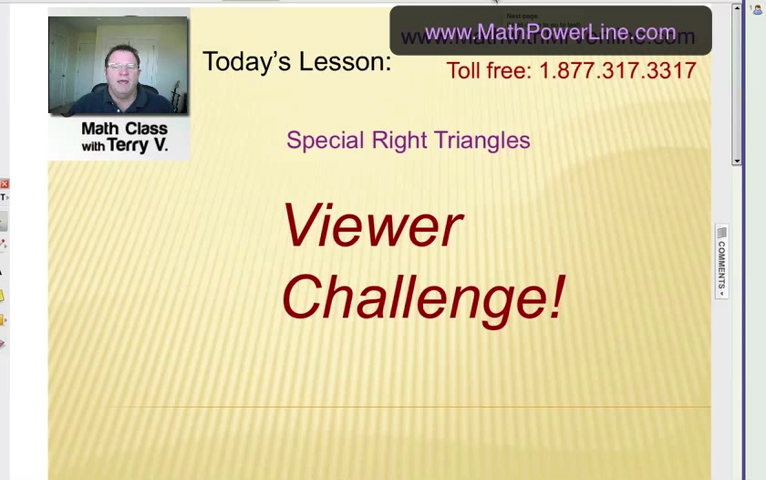 www.MathPowerLine.com
Today's Lesson:
Toll free: 1.877.317.3317
Math Class
with Terry V.
Special Right Triangles
Viewer
Challenge!
COMMENTS